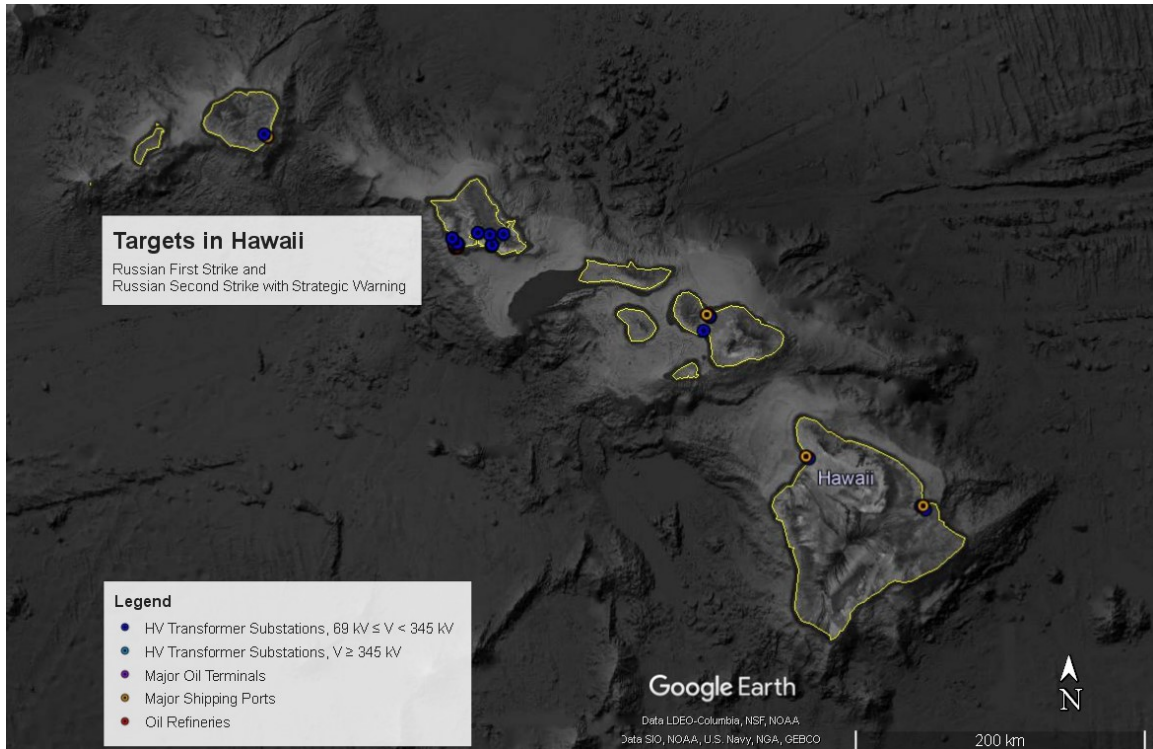 Targets in Hawaii
Russian First Strike and
Russian Second Strike with Strategic Warning
Hawaii
Legend
HV Transformer Substations, 69 kV ≤ V < 345 kV
HV Transformer Substations, V ≥ 345 kV
Major Oil Terminals
Major Shipping Ports
Oil Refineries
Google Earth
Data LDEO-Columbia, NSF, NOAA
Data SIO, NOAA, U.S. Navy, NGA, GEBCO
N
200 km